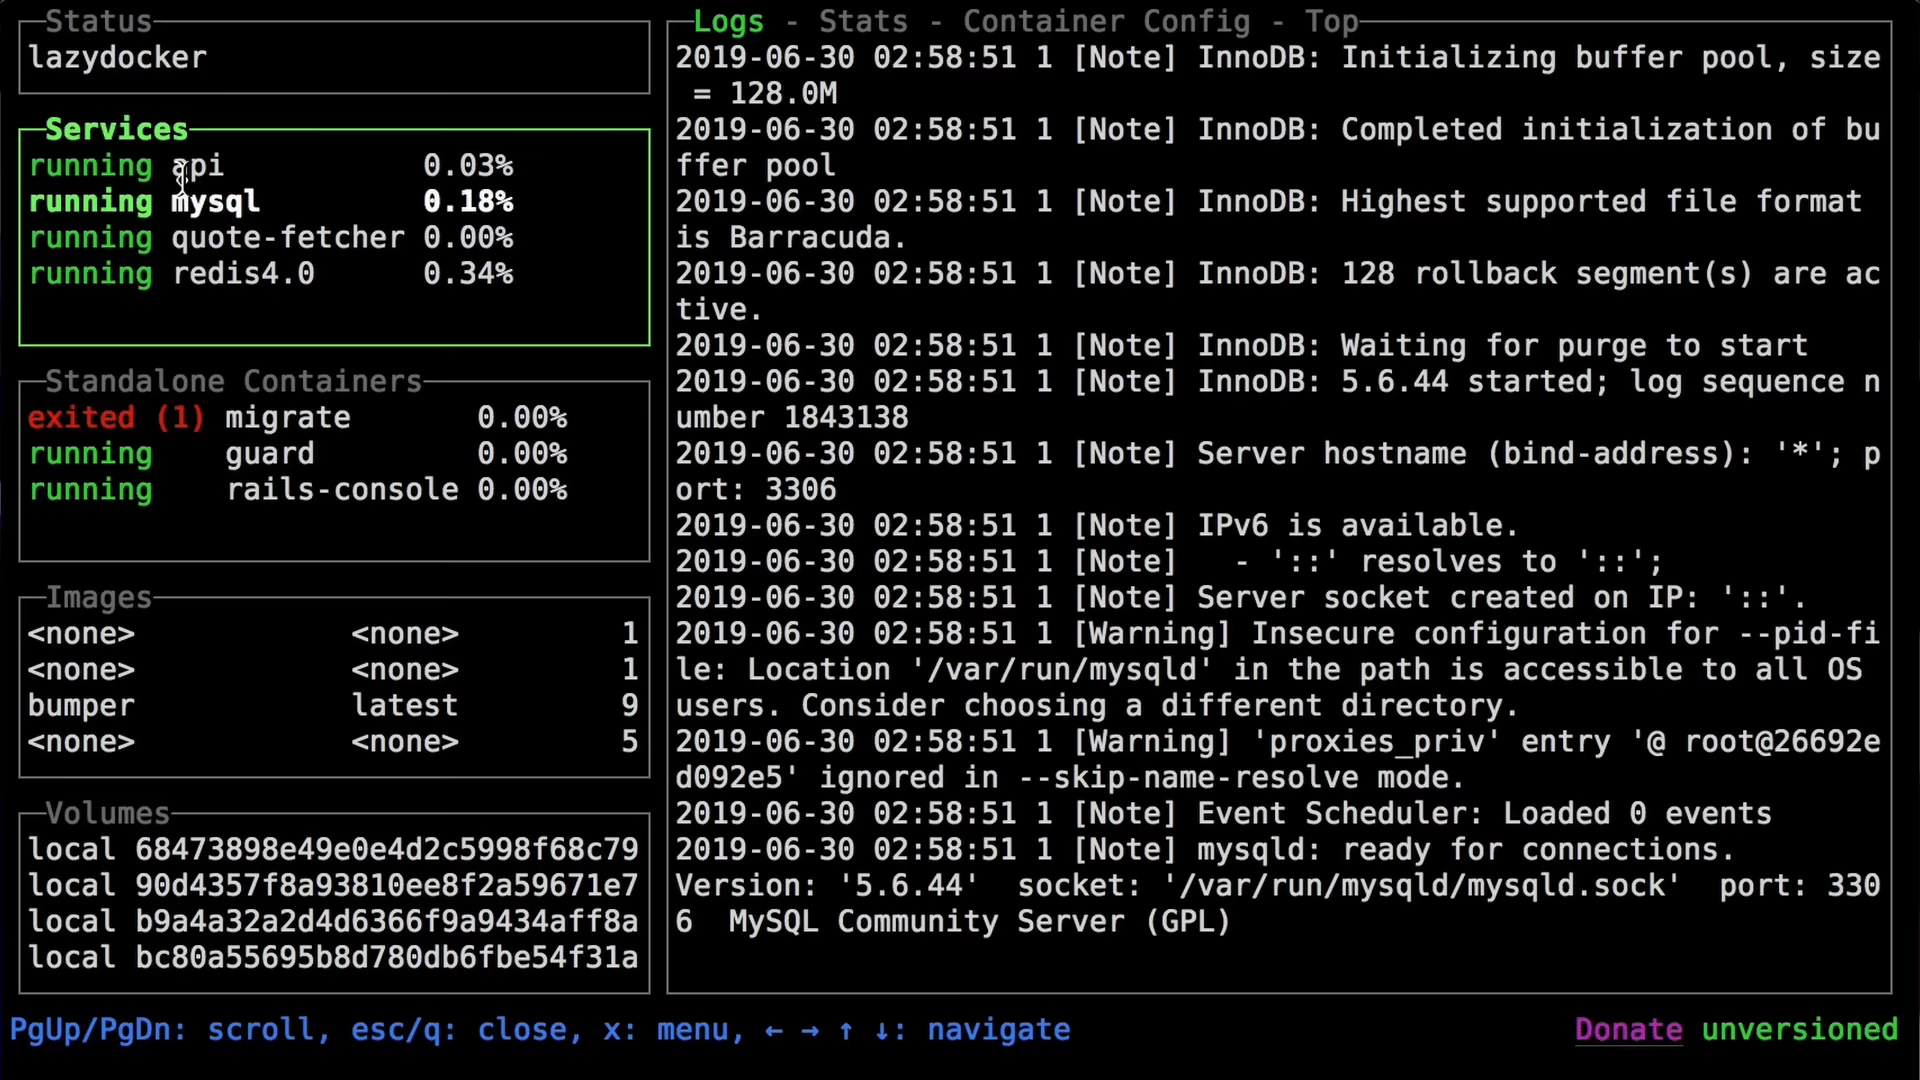 Status
lazydocker
Services
running api 0.03%
running mysql 0.18%
running quote-fetcher 0.00%
running redis4.0 0.34%
Standalone Containers
exited (1) migrate 0.00%
running guard 0.00%
running rails-console 0.00%
Images
<none> <none> 1
<none> <none> 1
bumper latest 9
<none> <none> 5
Volumes
local 68473898e49e0e4d2c5998f68c79
local 90d4357f8a93810ee8f2a59671e7
local b9a4a32a2d4d6366f9a9434aff8a
local bc80a55695b8d780db6fbe54f31a
Logs - Stats - Container Config - Top
2019-06-30 02:58:51 1 [Note] InnoDB: Initializing buffer pool, size
= 128.0M
2019-06-30 02:58:51 1 [Note] InnoDB: Completed initialization of bu
ffer pool
2019-06-30 02:58:51 1 [Note] InnoDB: Highest supported file format
is Barracuda.
2019-06-30 02:58:51 1 [Note] InnoDB: 128 rollback segment(s) are ac
tive.
2019-06-30 02:58:51 1 [Note] InnoDB: Waiting for purge to start
2019-06-30 02:58:51 1 [Note] InnoDB: 5.6.44 started; log sequence n
umber 1843138
2019-06-30 02:58:51 1 [Note] Server hostname (bind-address): '*'; p
ort: 3306
2019-06-30 02:58:51 1 [Note] IPv6 is available.
2019-06-30 02:58:51 1 [Note]   - '::' resolves to '::';
2019-06-30 02:58:51 1 [Note] Server socket created on IP: '::'.
2019-06-30 02:58:51 1 [Warning] Insecure configuration for --pid-fi
le: Location '/var/run/mysqld' in the path is accessible to all OS
users. Consider choosing a different directory.
2019-06-30 02:58:51 1 [Warning] 'proxies_priv' entry '@ root@26692e
d092e5' ignored in --skip-name-resolve mode.
2019-06-30 02:58:51 1 [Note] Event Scheduler: Loaded 0 events
2019-06-30 02:58:51 1 [Note] mysqld: ready for connections.
Version: '5.6.44'  socket: '/var/run/mysqld/mysqld.sock'  port: 330
6  MySQL Community Server (GPL)
PgUp/PgDn: scroll, esc/q: close, x: menu, ← → ↑ ↓: navigate
Donate unversioned